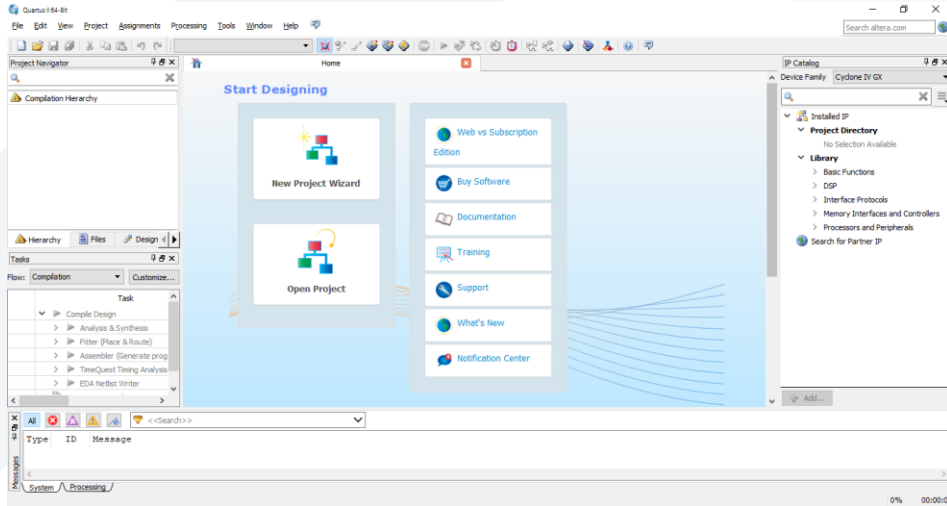 Quartus II 64-Bit
File Edit View Project Assignments Processing Tools Window Help
Search altera.com
Project Navigator
Home
IP Catalog
Device Family Cyclone IV GX
Compilation Hierarchy
Start Designing
New Project Wizard
Open Project
Web vs Subscription
Edition
Buy Software
Documentation
Training
Support
What's New
Notification Center
Installed IP
Project Directory
No Selection Available
Library
Basic Functions
DSP
Interface Protocols
Memory Interfaces and Controllers
Processors and Peripherals
Search for Partner IP
Add...
Hierarchy Files Design
Tasks
Flow: Compilation Customize...
Task
Compile Design
Analysis & Synthesis
Fitter (Place & Route)
Assembler (Generate prog
TimeQuest Timing Analysis
EDA Netlist Writer
All <<Search>>
Type ID Message
Messages
System Processing
0% 00:00:0